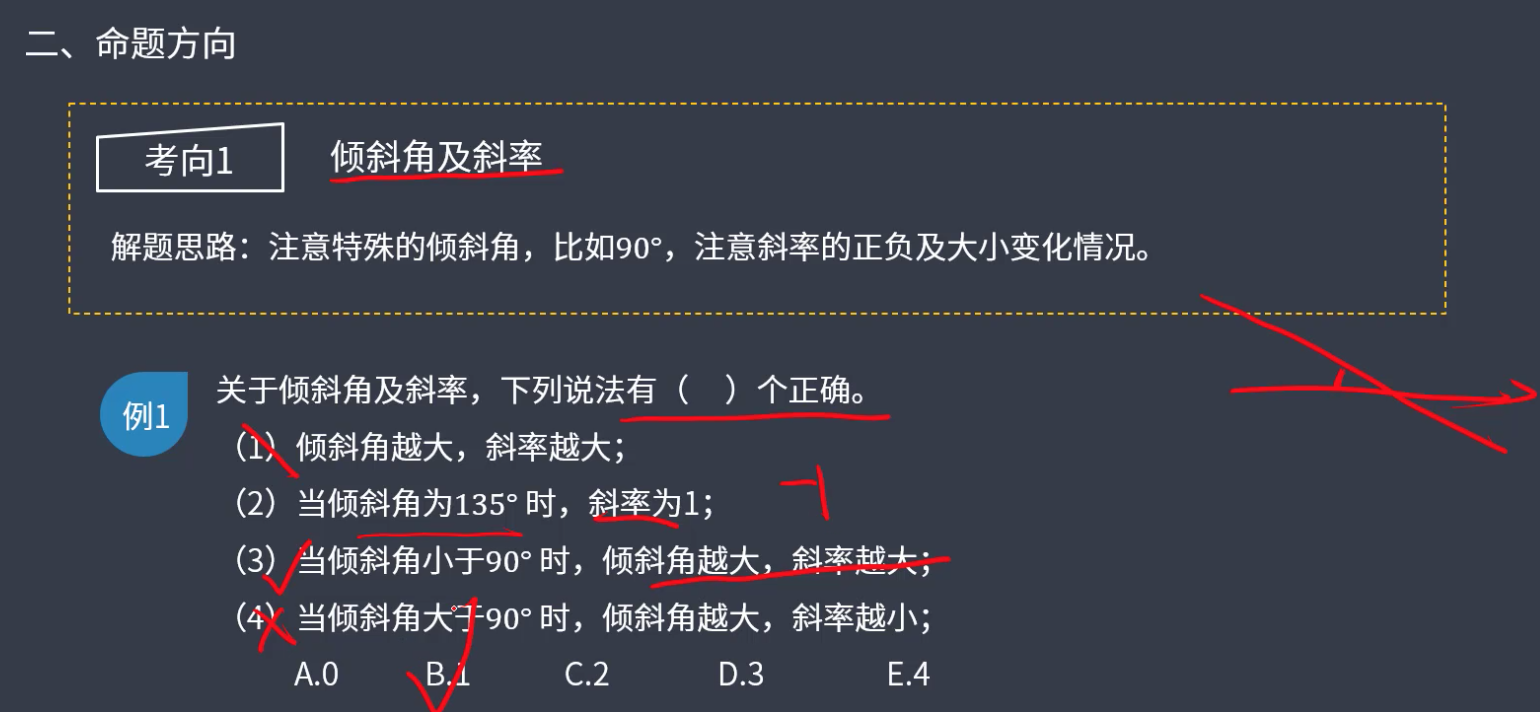 二、命题方向
考向1 倾斜角及斜率
解题思路：注意特殊的倾斜角，比如90°，注意斜率的正负及大小变化情况。
例1 关于倾斜角及斜率，下列说法有（ ）个正确。
（1）倾斜角越大，斜率越大；
（2）当倾斜角为135° 时，斜率为1；
-1
（3）当倾斜角小于90° 时，倾斜角越大，斜率越大；
（4）当倾斜角大于90° 时，倾斜角越大，斜率越小；
A.0 B.1 C.2 D.3 E.4